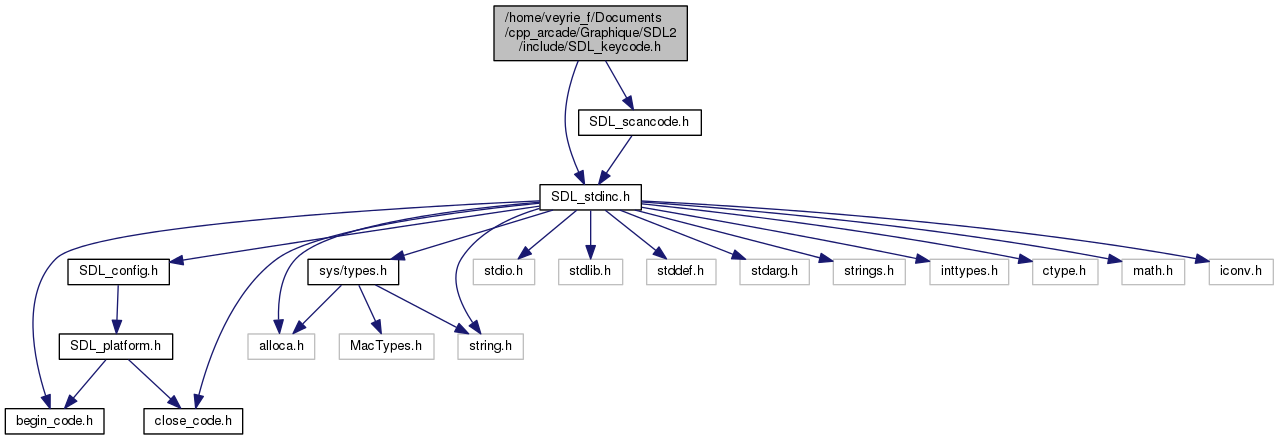 /home/veyrie_f/Documents
/cpp_arcade/Graphique/SDL2
/include/SDL_keycode.h
SDL_scancode.h
SDL_stdinc.h
SDL_config.h
sys/types.h
stdio.h
stdlib.h
stddef.h
stdarg.h
strings.h
inttypes.h
ctype.h
math.h
iconv.h
SDL_platform.h
alloca.h
MacTypes.h
string.h
begin_code.h
close_code.h